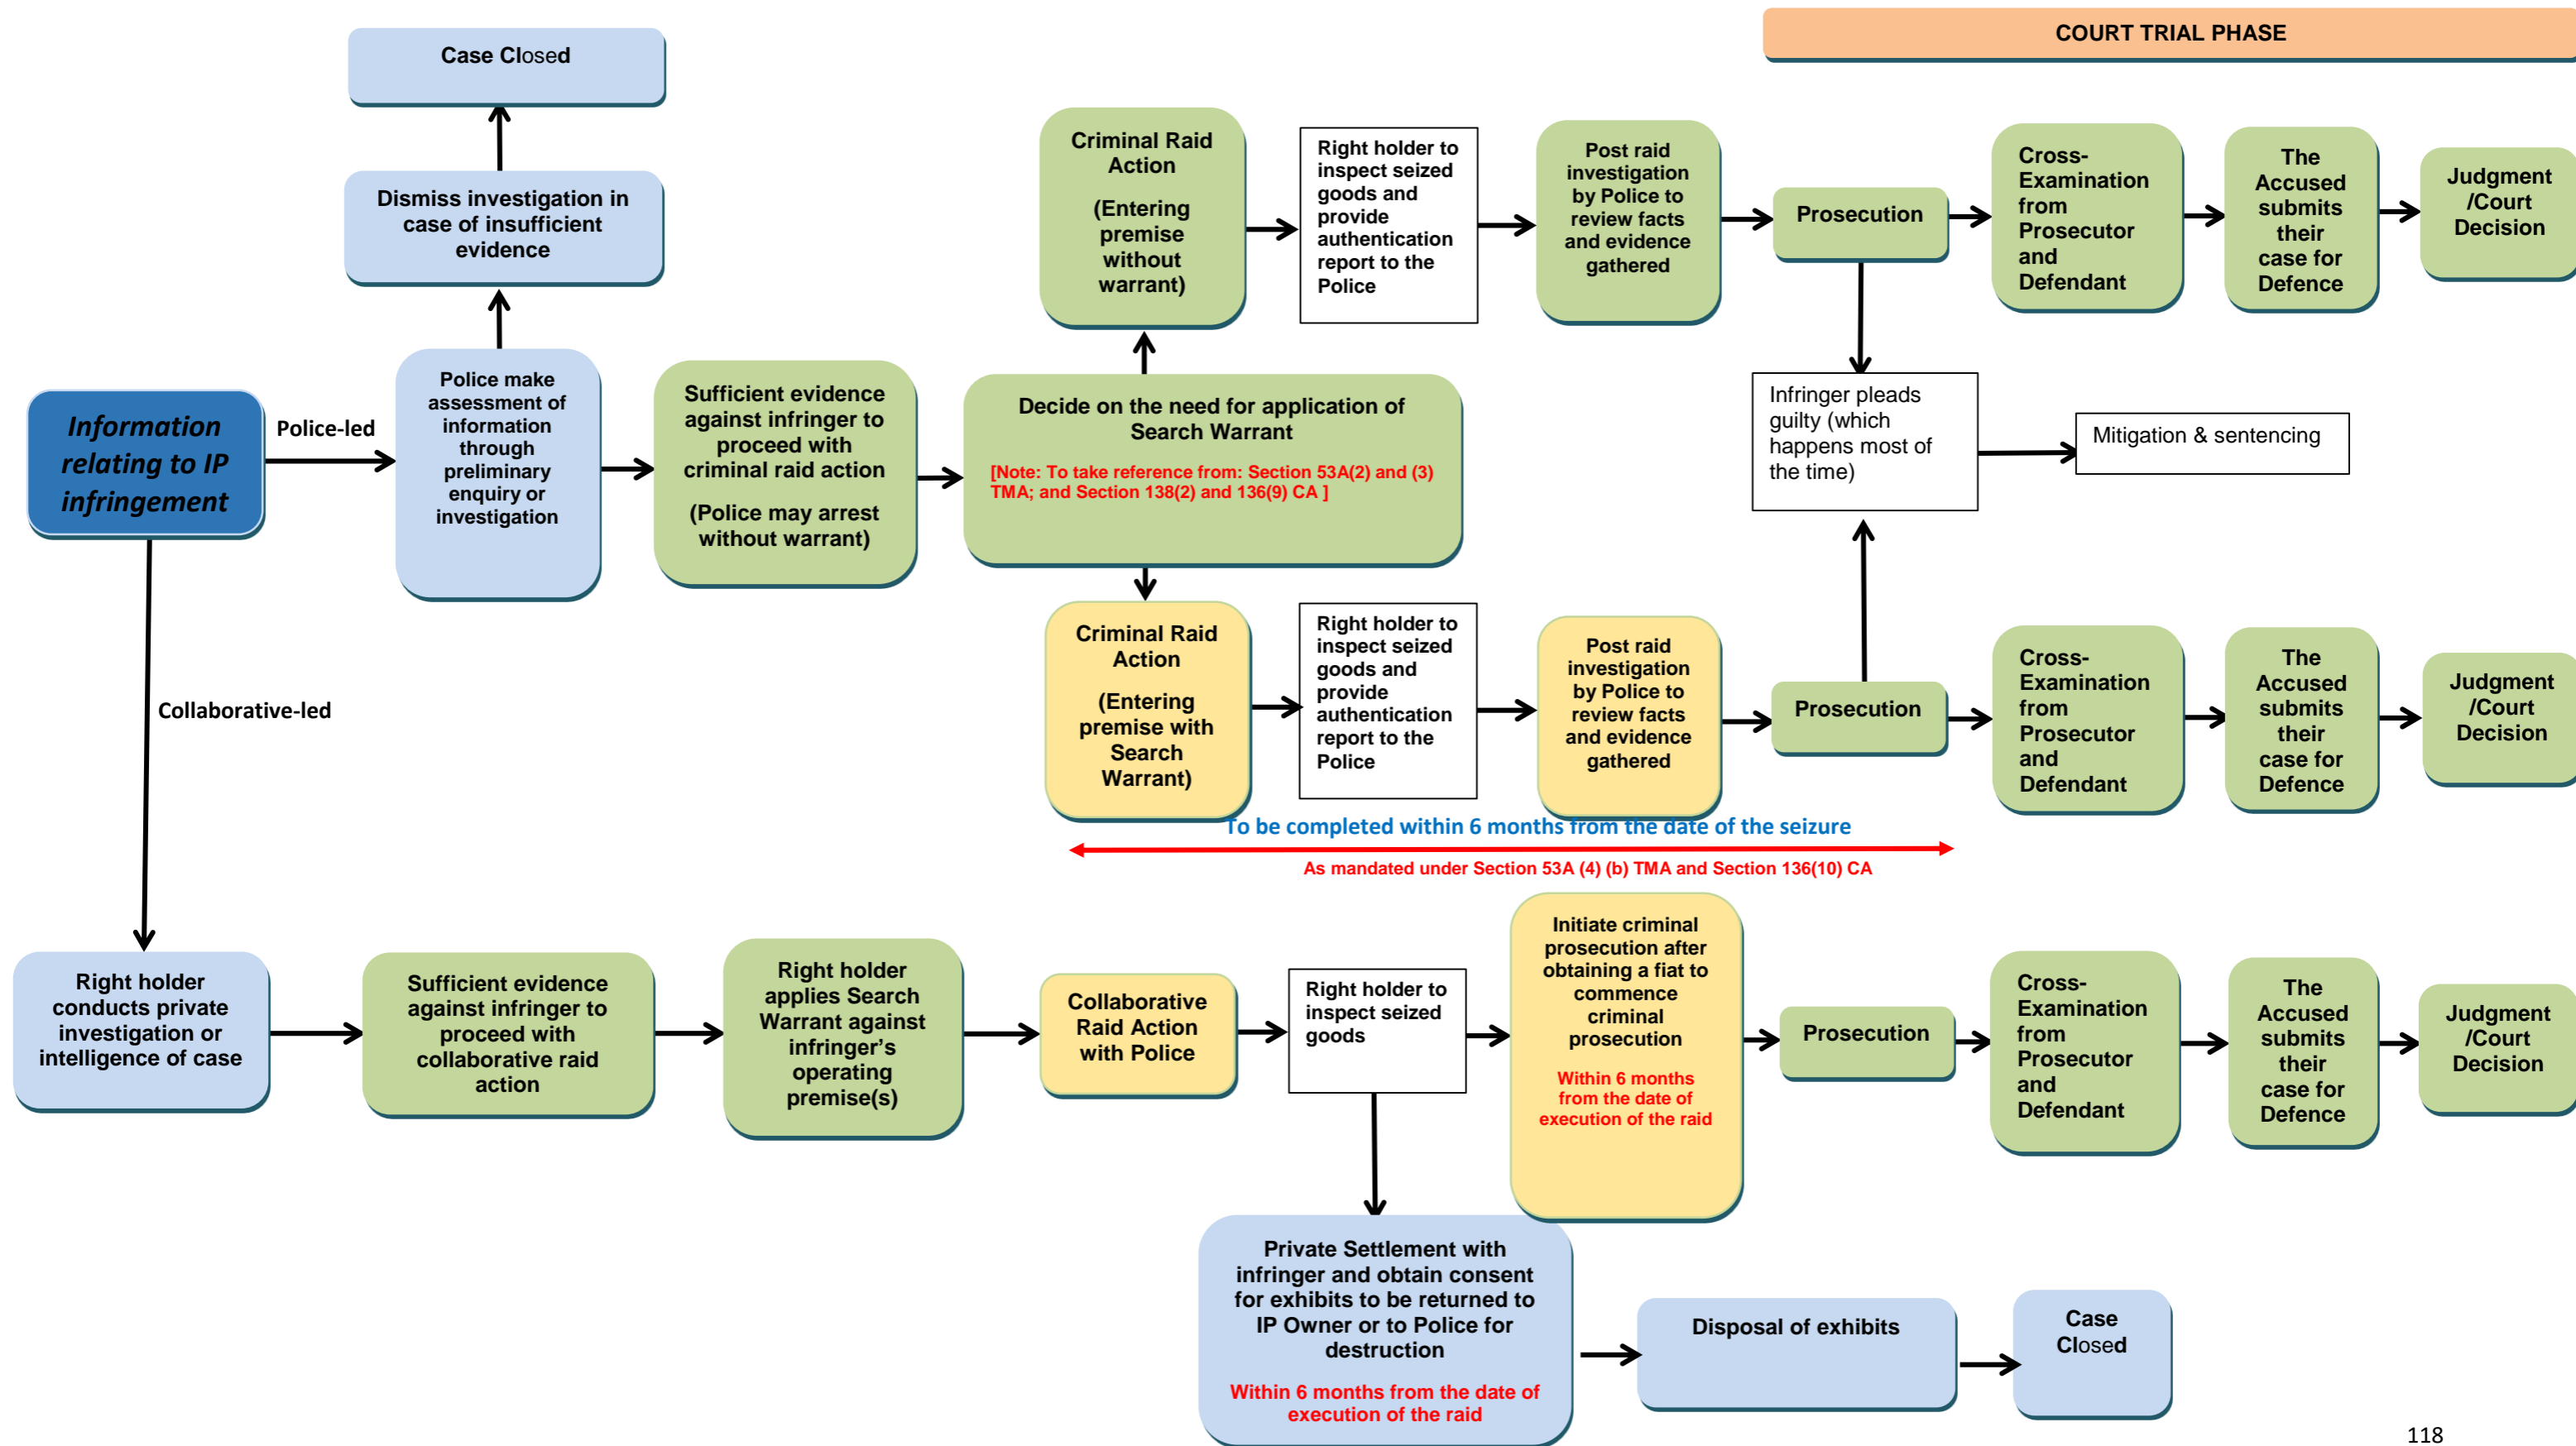 COURT TRIAL PHASE
Case Closed
Dismiss investigation in
case of insufficient
evidence
Information
relating to IP
infringement
Police-led
Police make
assessment of
information
through
preliminary
enquiry or
investigation
Sufficient evidence
against infringer to
proceed with
criminal raid action
(Police may arrest
without warrant)
Decide on the need for application of
Search Warrant
[Note: To take reference from: Section 53A(2) and (3)
TMA; and Section 138(2) and 136(9) CA ]
Criminal Raid
Action
(Entering
premise
without
warrant)
Right holder to
inspect seized
goods and
provide
authentication
report to the
Police
Post raid
investigation
by Police to
review facts
and evidence
gathered
Prosecution
Cross-
Examination
from
Prosecutor
and
Defendant
The
Accused
submits
their
case for
Defence
Judgment
/Court
Decision
Infringer pleads
guilty (which
happens most of
the time)
Mitigation & sentencing
Criminal Raid
Action
(Entering
premise with
Search
Warrant)
Right holder to
inspect seized
goods and
provide
authentication
report to the
Police
Post raid
investigation
by Police to
review facts
and evidence
gathered
Prosecution
Cross-
Examination
from
Prosecutor
and
Defendant
The
Accused
submits
their
case for
Defence
Judgment
/Court
Decision
To be completed within 6 months from the date of the seizure
As mandated under Section 53A (4) (b) TMA and Section 136(10) CA
Collaborative-led
Right holder
conducts private
investigation or
intelligence of case
Sufficient evidence
against infringer to
proceed with
collaborative raid
action
Right holder
applies Search
Warrant against
infringer’s
operating
premise(s)
Collaborative
Raid Action
with Police
Right holder to
inspect seized
goods
Initiate criminal
prosecution after
obtaining a fiat to
commence
criminal
prosecution
Within 6 months
from the date of
execution of the raid
Prosecution
Cross-
Examination
from
Prosecutor
and
Defendant
The
Accused
submits
their
case for
Defence
Judgment
/Court
Decision
Private Settlement with
infringer and obtain consent
for exhibits to be returned to
IP Owner or to Police for
destruction
Within 6 months from the date of
execution of the raid
Disposal of exhibits
Case
Closed
118